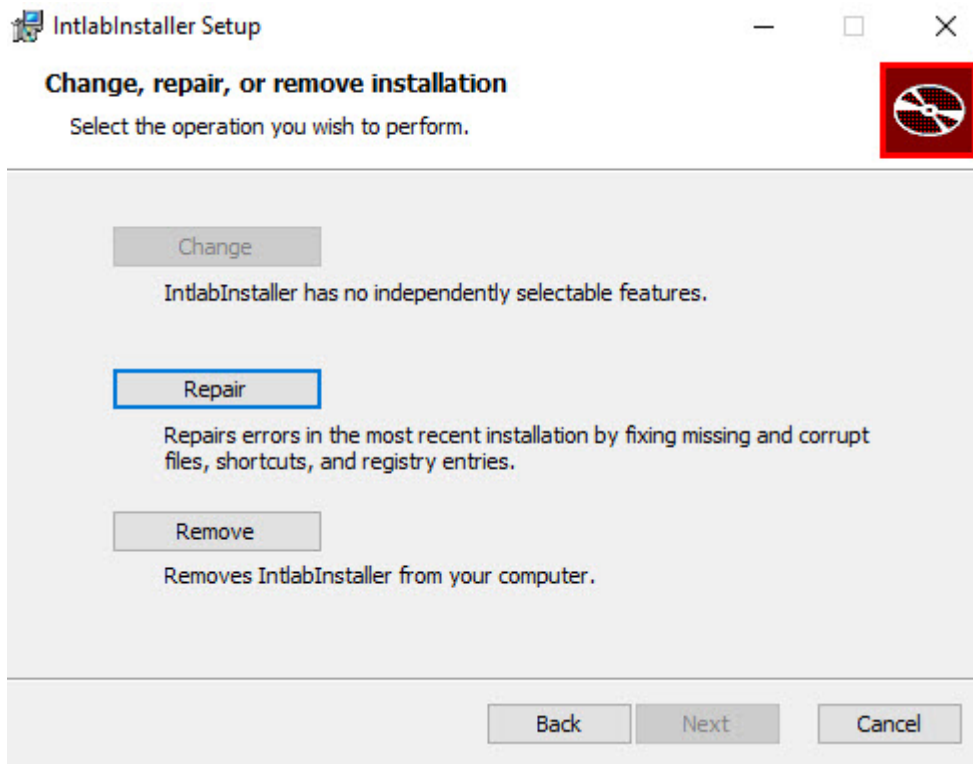 IntlabInstaller Setup
Change, repair, or remove installation
Select the operation you wish to perform.
Change
IntlabInstaller has no independently selectable features.
Repair
Repairs errors in the most recent installation by fixing missing and corrupt
files, shortcuts, and registry entries.
Remove
Removes IntlabInstaller from your computer.
Back Next Cancel